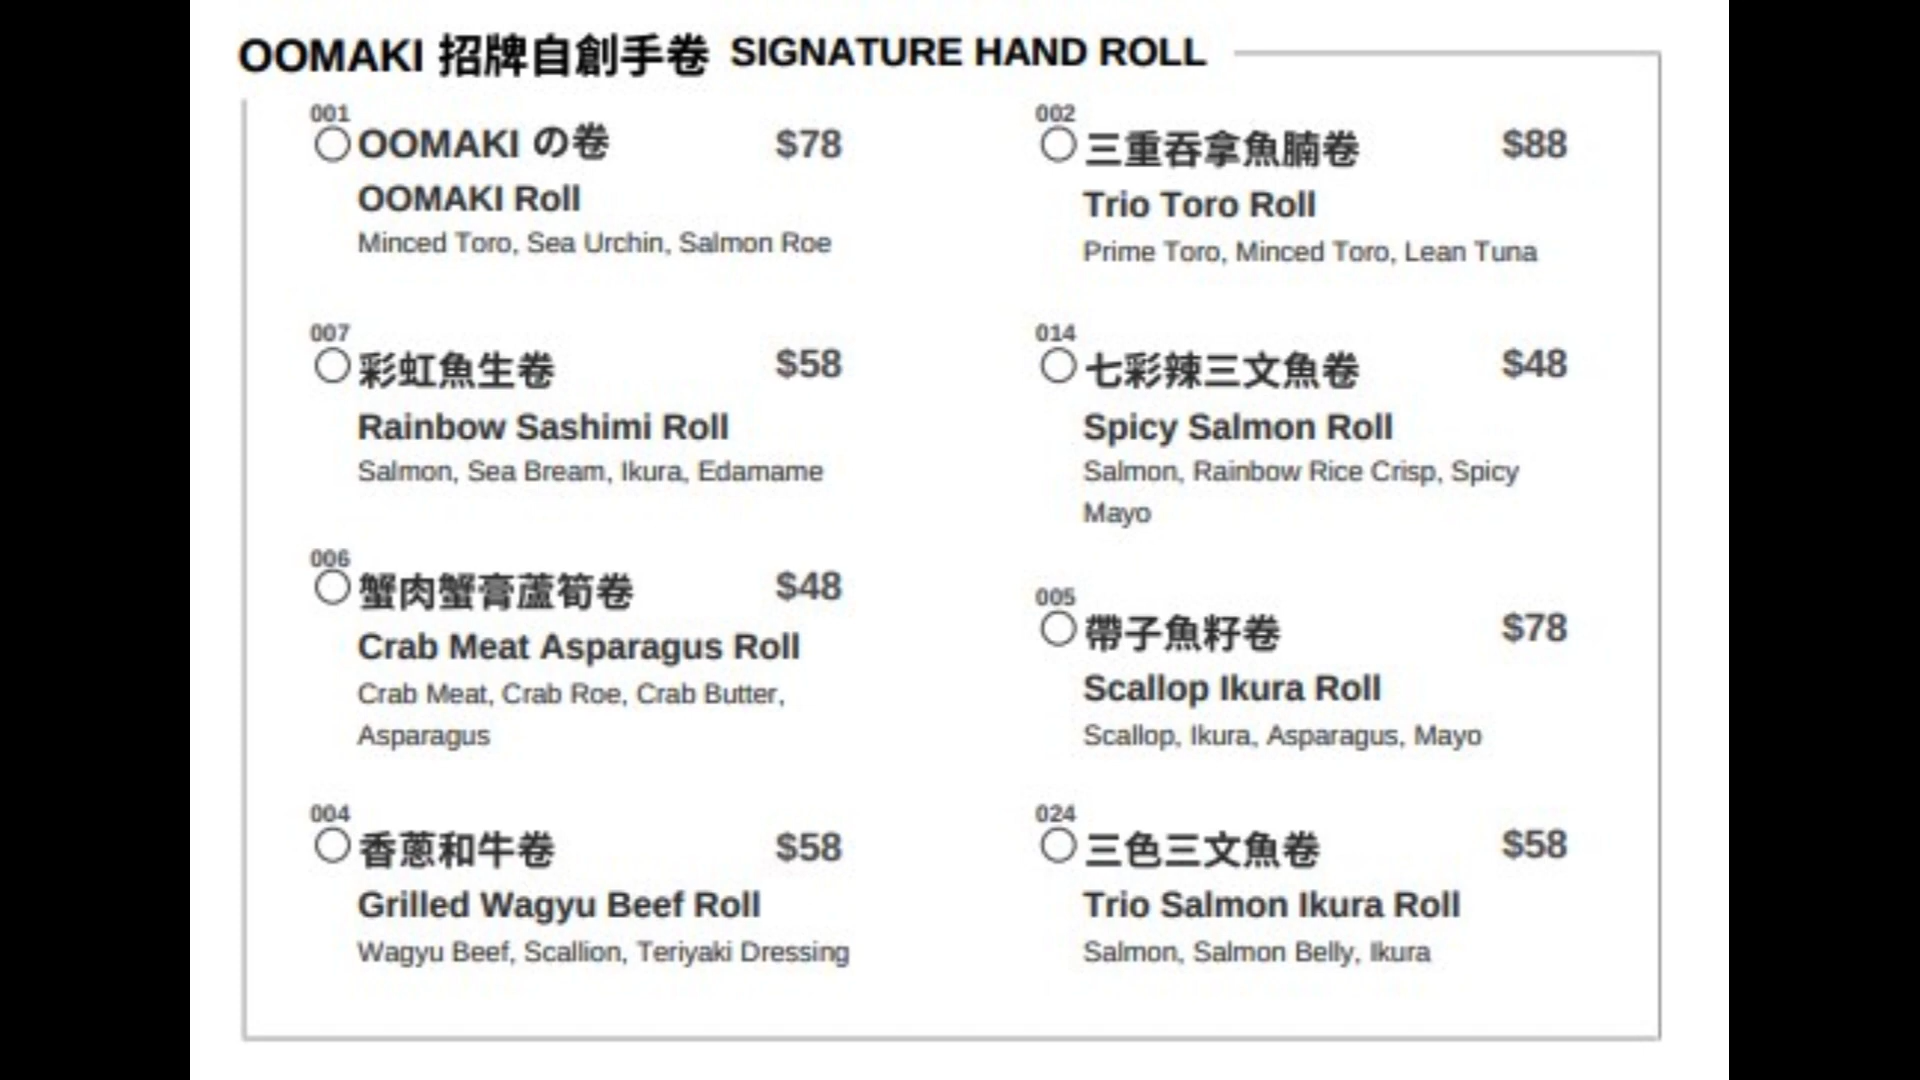 OOMAKI 招牌自創手卷 SIGNATURE HAND ROLL
001
OOMAKI の卷 $78
OOMAKI Roll
Minced Toro, Sea Urchin, Salmon Roe
002
三重吞拿魚腩卷 $88
Trio Toro Roll
Prime Toro, Minced Toro, Lean Tuna
007
彩虹魚生卷 $58
Rainbow Sashimi Roll
Salmon, Sea Bream, Ikura, Edamame
014
七彩辣三文魚卷 $48
Spicy Salmon Roll
Salmon, Rainbow Rice Crisp, Spicy
Mayo
006
蟹肉蟹膏蘆筍卷 $48
Crab Meat Asparagus Roll
Crab Meat, Crab Roe, Crab Butter,
Asparagus
005
帶子魚籽卷 $78
Scallop Ikura Roll
Scallop, Ikura, Asparagus, Mayo
004
香蔥和牛卷 $58
Grilled Wagyu Beef Roll
Wagyu Beef, Scallion, Teriyaki Dressing
024
三色三文魚卷 $58
Trio Salmon Ikura Roll
Salmon, Salmon Belly, Ikura